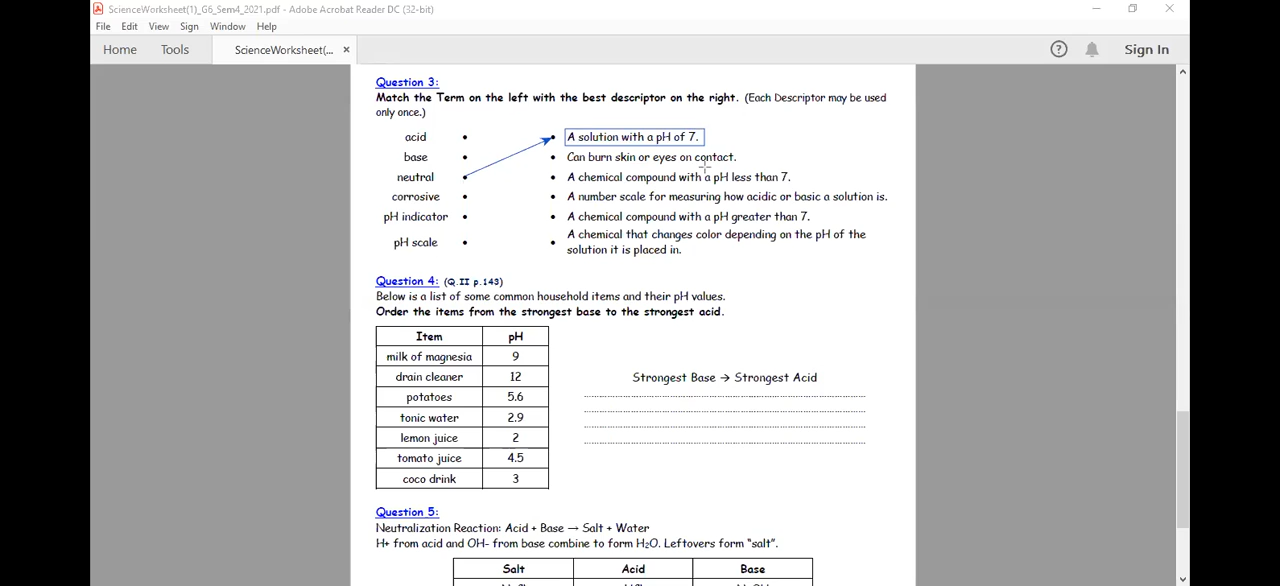 ScienceWorksheet(1)_G6_Sem4_2021.pdf - Adobe Acrobat Reader DC (32-bit)
File Edit View Sign Window Help
Home Tools ScienceWorksheet(... × Sign In
Question 3:
Match the Term on the left with the best descriptor on the right. (Each Descriptor may be used
only once.)
acid • • A solution with a pH of 7.
base • • Can burn skin or eyes on contact.
neutral • • A chemical compound with a pH less than 7.
corrosive • • A number scale for measuring how acidic or basic a solution is.
pH indicator • • A chemical compound with a pH greater than 7.
pH scale • • A chemical that changes color depending on the pH of the
solution it is placed in.
Question 4: (Q.II p.143)
Below is a list of some common household items and their pH values.
Order the items from the strongest base to the strongest acid.
Item pH
milk of magnesia 9
drain cleaner 12
potatoes 5.6
tonic water 2.9
lemon juice 2
tomato juice 4.5
coco drink 3
Strongest Base → Strongest Acid
Question 5:
Neutralization Reaction: Acid + Base → Salt + Water
H+ from acid and OH- from base combine to form H₂O. Leftovers form “salt”.
Salt Acid Base